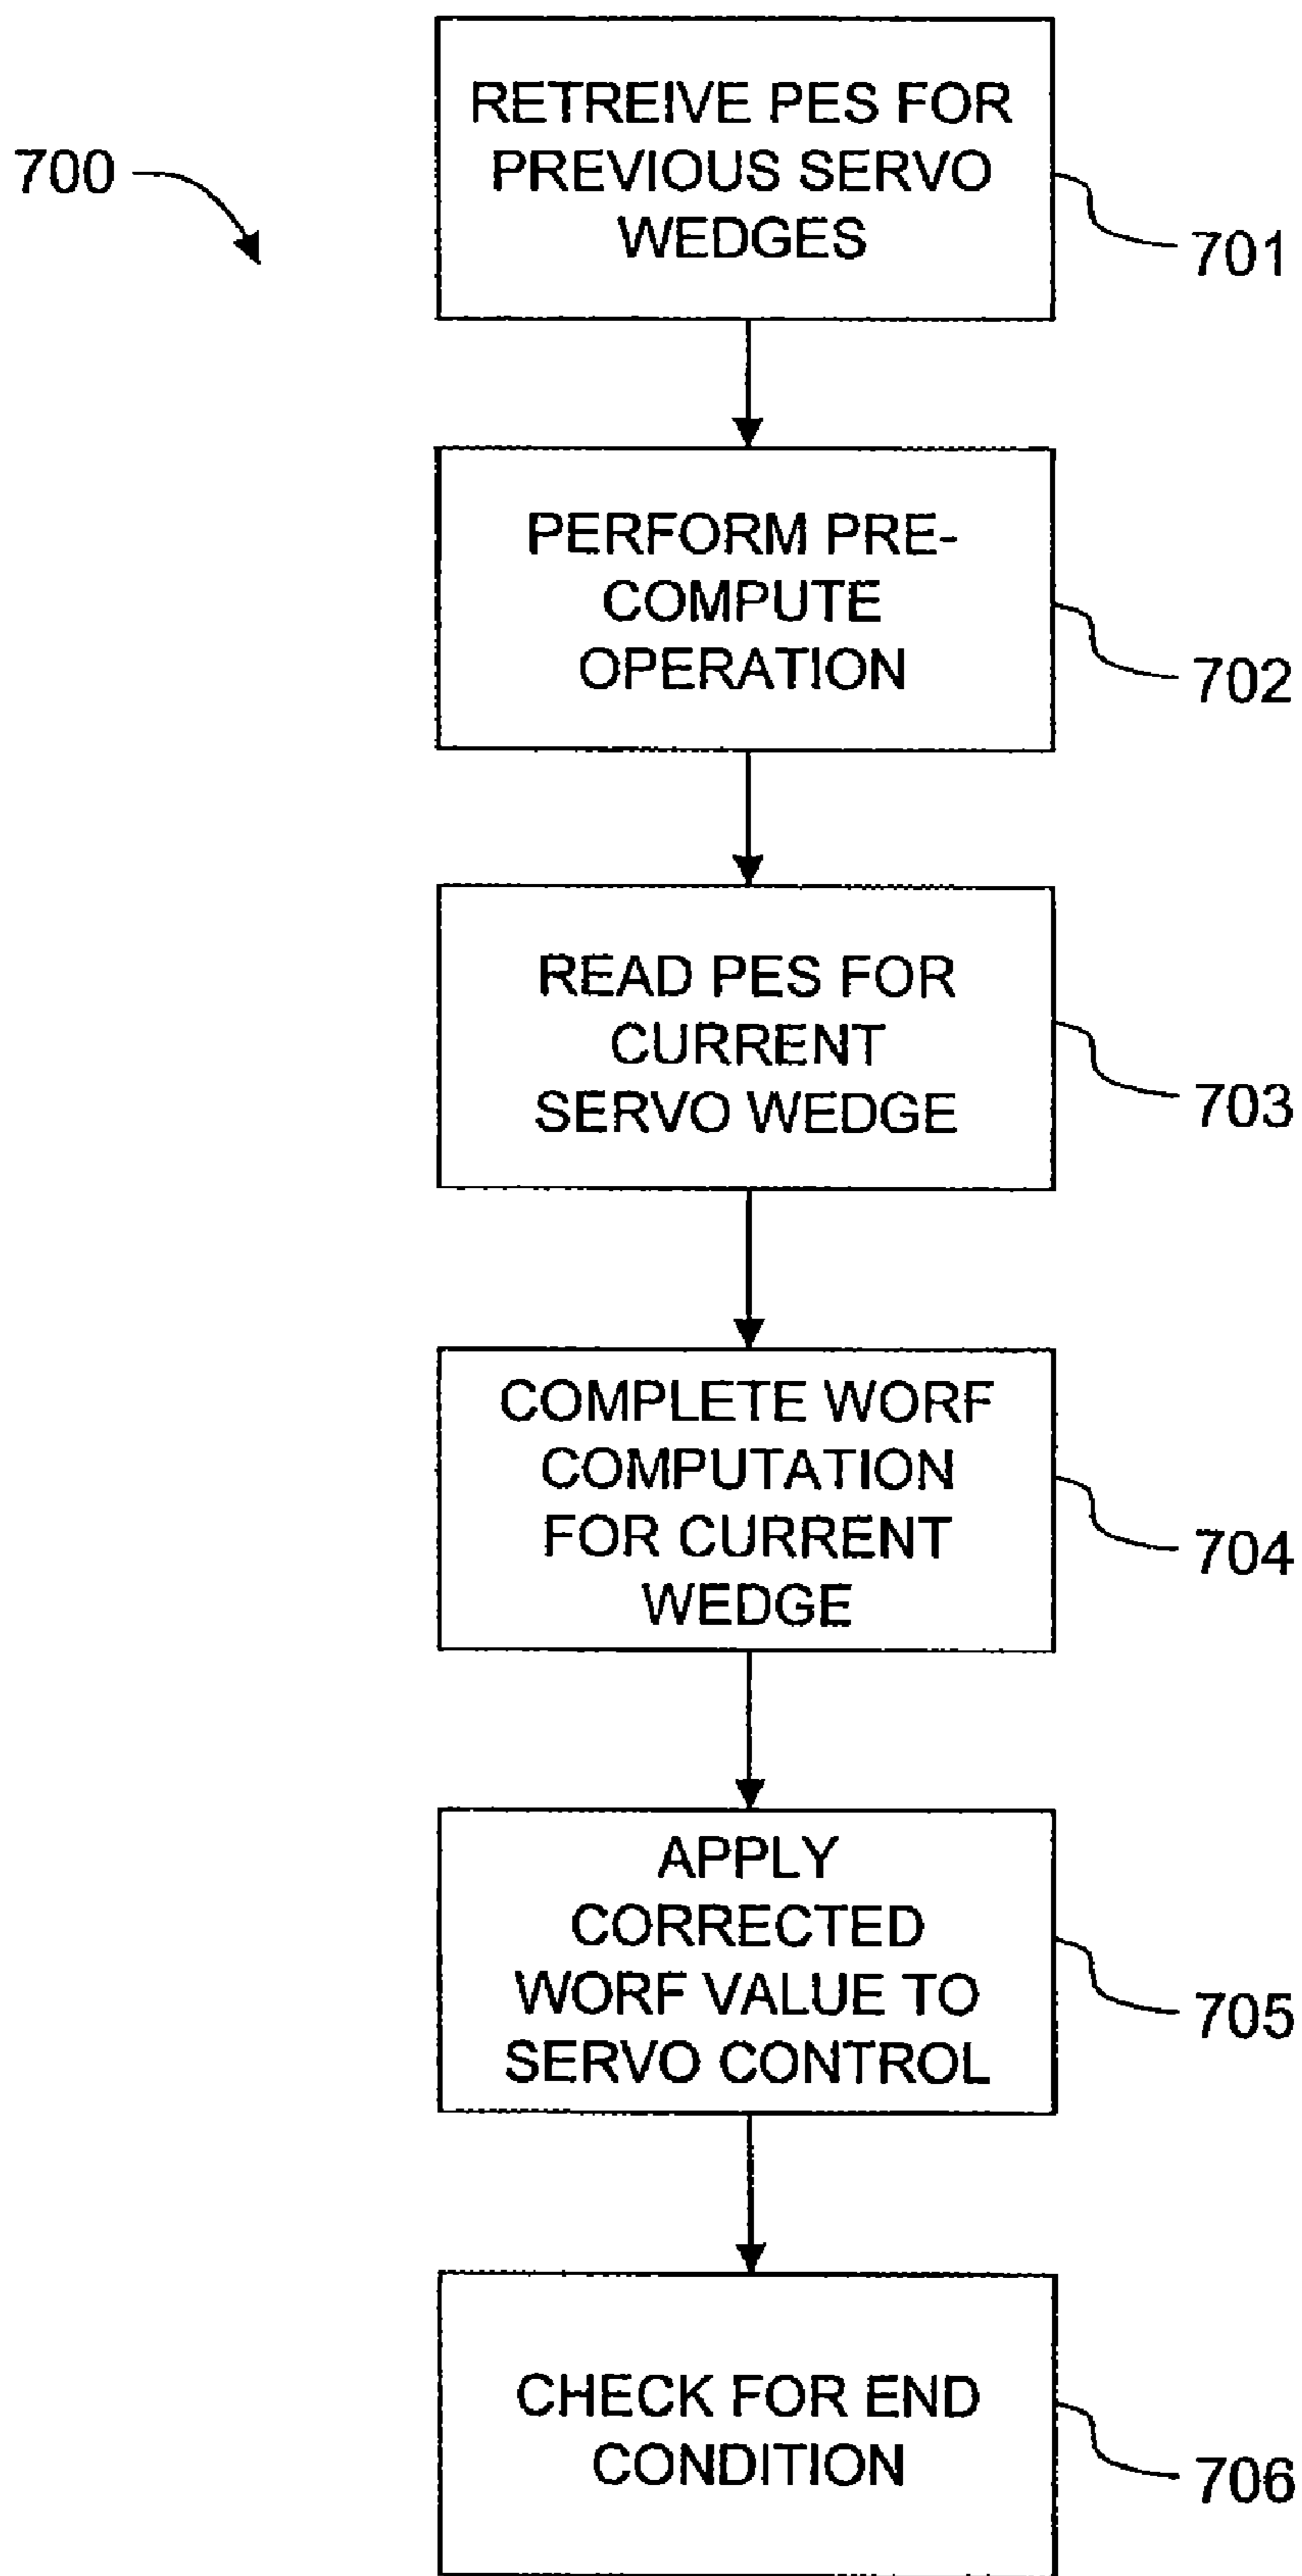 700
RETREIVE PES FOR
PREVIOUS SERVO
WEDGES
701
PERFORM PRE-
COMPUTE
OPERATION
702
READ PES FOR
CURRENT
SERVO WEDGE
703
COMPLETE WORF
COMPUTATION
FOR CURRENT
WEDGE
704
APPLY
CORRECTED
WORF VALUE TO
SERVO CONTROL
705
CHECK FOR END
CONDITION
706